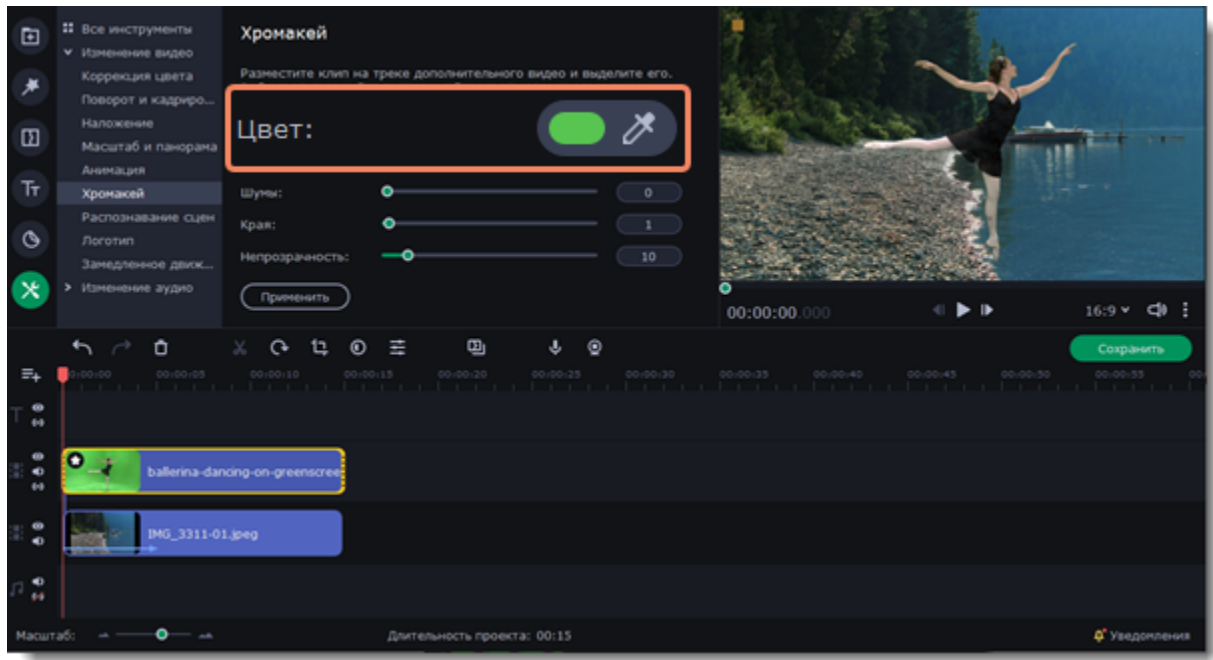 Все инструменты
Изменение видео
Коррекция цвета
Поворот и кадриро...
Наложение
Масштаб и панорама
Анимация
Хромакей
Распознавание сцен
Логотип
Замедленное движ...
Изменение аудио
Хромакей
Разместите клип на треке дополнительного видео и выделите его.
Цвет:
Шумы: 0
Края: 1
Непрозрачность: 10
Применить
00:00:00.000
16:9
Сохранить
00:00:00 00:00:05 00:00:10 00:00:15 00:00:20 00:00:25 00:00:30 00:00:35 00:00:40 00:00:45 00:00:50 00:00:55
ballerina-dancing-on-greenscree
IMG_3311-01.jpeg
Масштаб:
Длительность проекта: 00:15
Уведомления